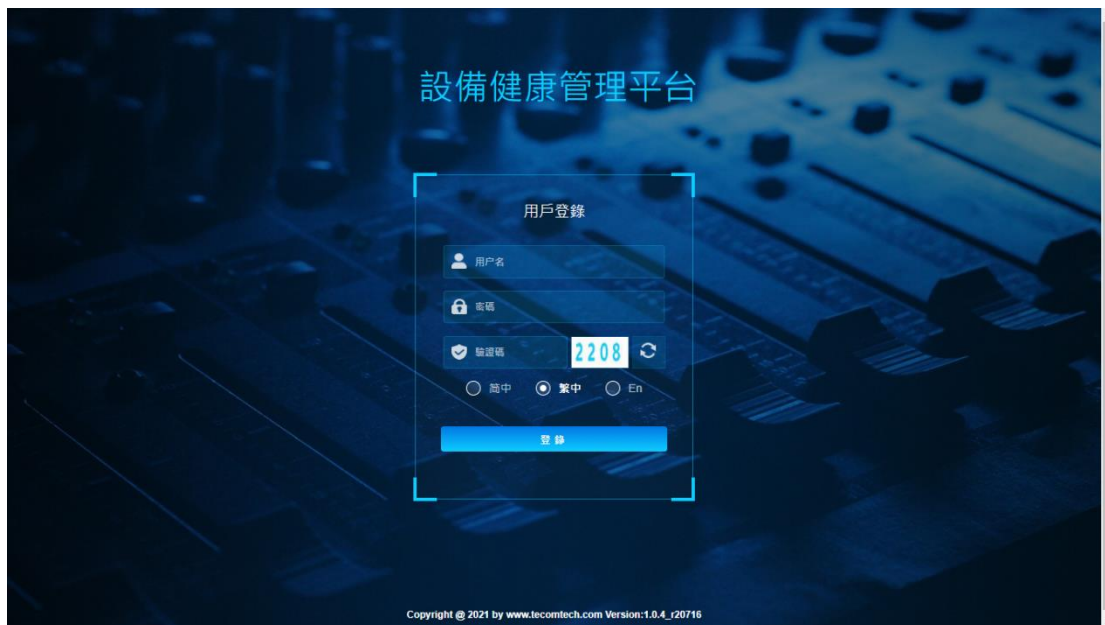 設備健康管理平台
用戶登錄
用户名
密碼
驗證碼 2208
简中 繁中 En
登 錄
Copyright @ 2021 by www.tecomtech.com Version:1.0.4_r20716